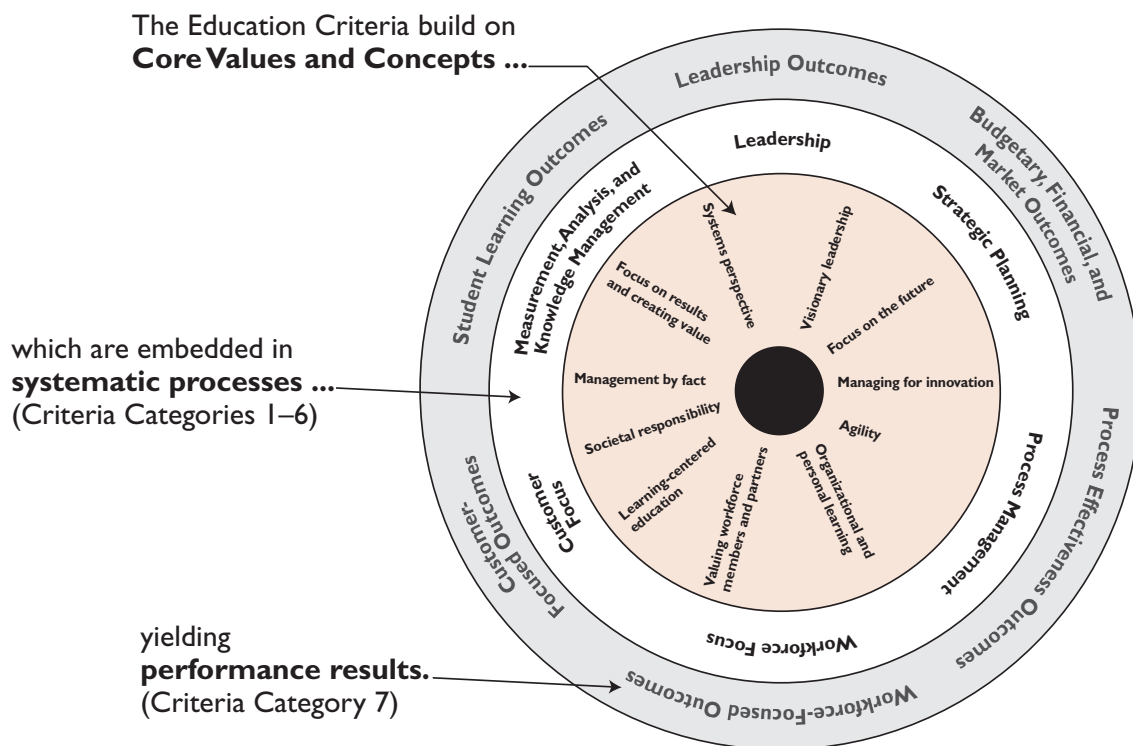 The Education Criteria build on
Core Values and Concepts ...
which are embedded in
systematic processes ...
(Criteria Categories 1–6)
yielding
performance results.
(Criteria Category 7)
Leadership Outcomes
Budgetary, Financial, and
Market Outcomes
Process Effectiveness Outcomes
Workforce-Focused Outcomes
Customer-
Focused Outcomes
Student Learning Outcomes
Leadership
Strategic Planning
Process Management
Workforce Focus
Customer
Focus
Measurement, Analysis, and
Knowledge Management
Systems perspective
Visionary leadership
Focus on the future
Managing for innovation
Agility
Organizational and
personal learning
Valuing workforce
members and partners
Learning-centered
education
Societal responsibility
Management by fact
Focus on results
and creating value